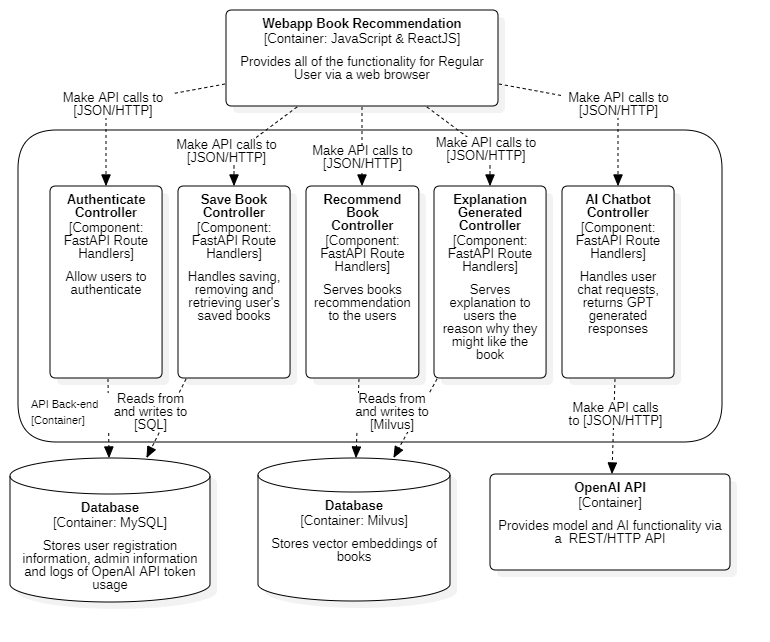 Webapp Book Recommendation
[Container: JavaScript & ReactJS]
Provides all of the functionality for Regular
User via a web browser
Make API calls to
[JSON/HTTP]
Make API calls to
[JSON/HTTP]
Make API calls to
[JSON/HTTP]
Make API calls to
[JSON/HTTP]
Make API calls to
[JSON/HTTP]
Authenticate
Controller
[Component:
FastAPI Route
Handlers]
Allow users to
authenticate
Save Book
Controller
[Component:
FastAPI Route
Handlers]
Handles saving,
removing and
retrieving user's
saved books
Recommend
Book
Controller
[Component:
FastAPI Route
Handlers]
Serves books
recommendation
to the users
Explanation
Generated
Controller
[Component:
FastAPI Route
Handlers]
Serves
explanation to
users the
reason why they
might like the
book
AI Chatbot
Controller
[Component:
FastAPI Route
Handlers]
Handles user
chat requests,
returns GPT
generated
responses
API Back-end
[Container]
Reads from
and writes to
[SQL]
Reads from
and writes to
[Milvus]
Make API calls
to [JSON/HTTP]
Database
[Container: MySQL]
Stores user registration
information, admin information
and logs of OpenAI API token
usage
Database
[Container: Milvus]
Stores vector embeddings of
books
OpenAI API
[Container]
Provides model and AI functionality via
a REST/HTTP API